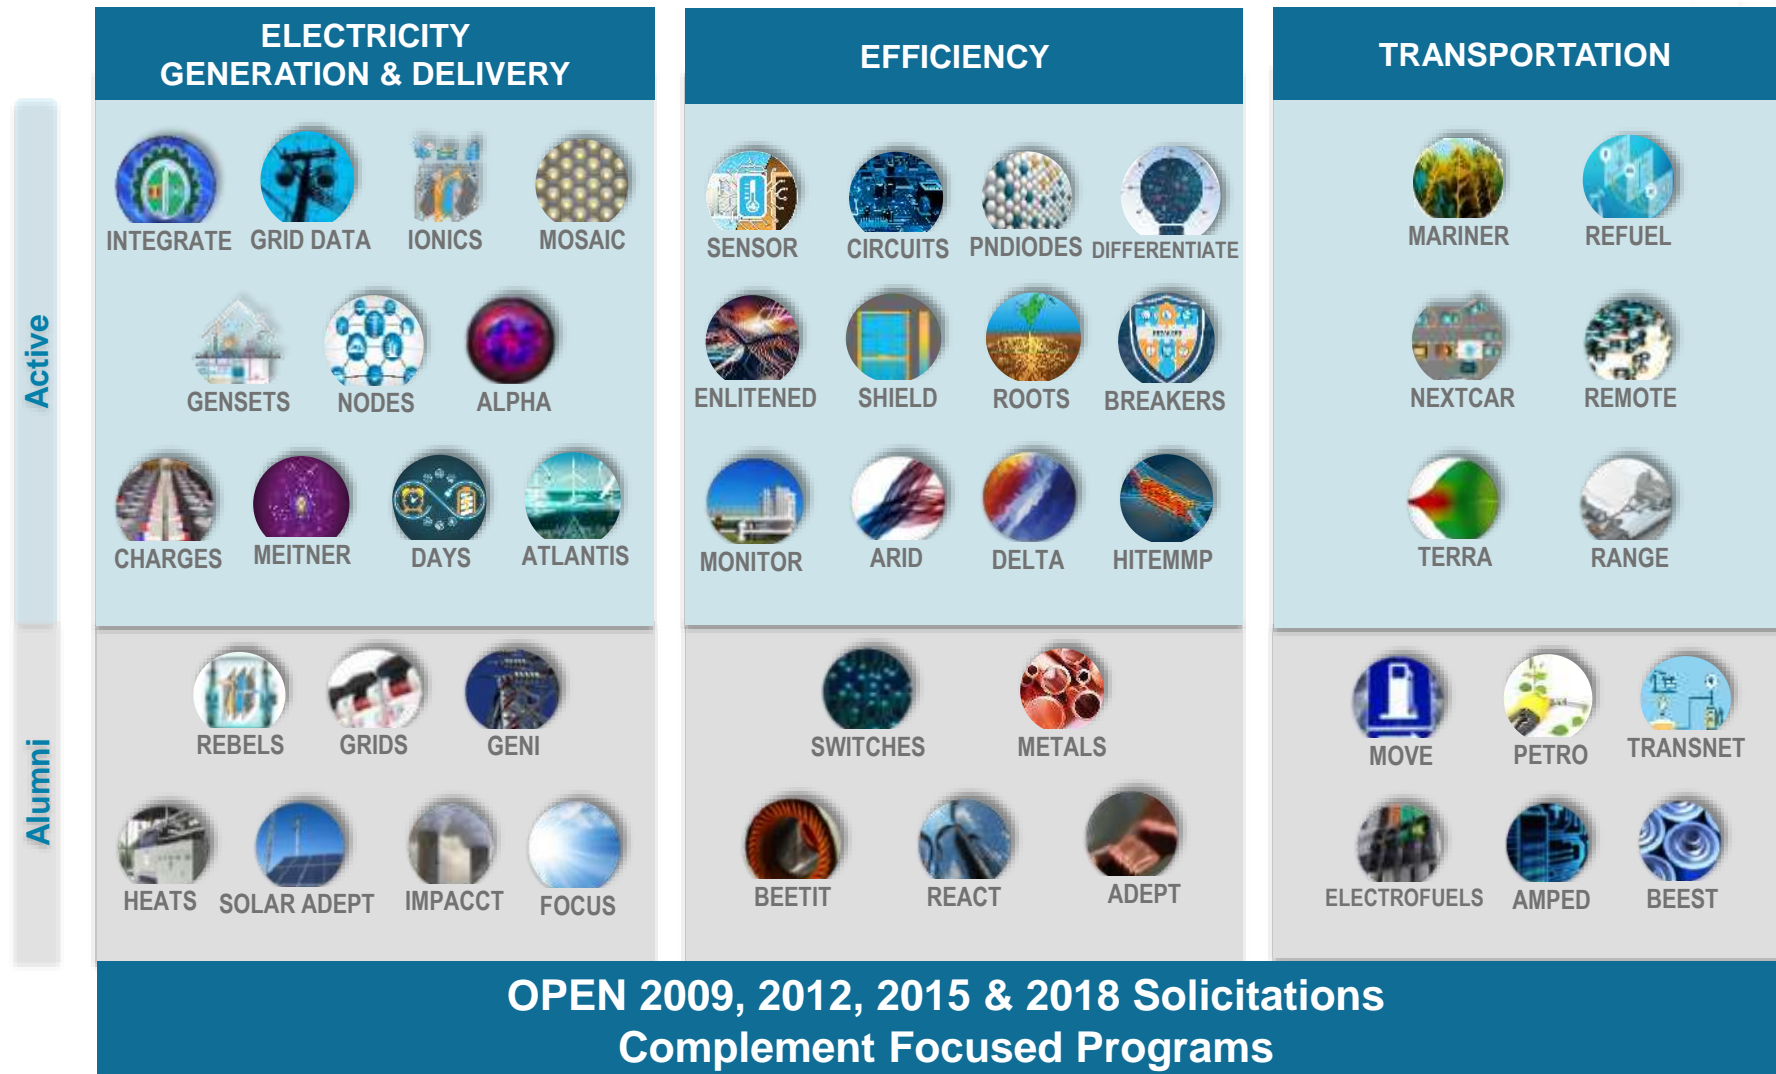 ELECTRICITY
GENERATION & DELIVERY
EFFICIENCY
TRANSPORTATION
Active
INTEGRATE GRID DATA IONICS MOSAIC
GENSETS NODES ALPHA
CHARGES MEITNER DAYS ATLANTIS
SENSOR CIRCUITS PNDIODES DIFFERENTIATE
BREAKERS
ENLITENED SHIELD ROOTS BREAKERS
MONITOR ARID DELTA HITEMMP
MARINER REFUEL
NEXTCAR REMOTE
TERRA RANGE
Alumni
REBELS GRIDS GENI
HEATS SOLAR ADEPT IMPACCT FOCUS
SWITCHES METALS
BEETIT REACT ADEPT
MOVE PETRO TRANSNET
ELECTROFUELS AMPED BEEST
OPEN 2009, 2012, 2015 & 2018 Solicitations
Complement Focused Programs